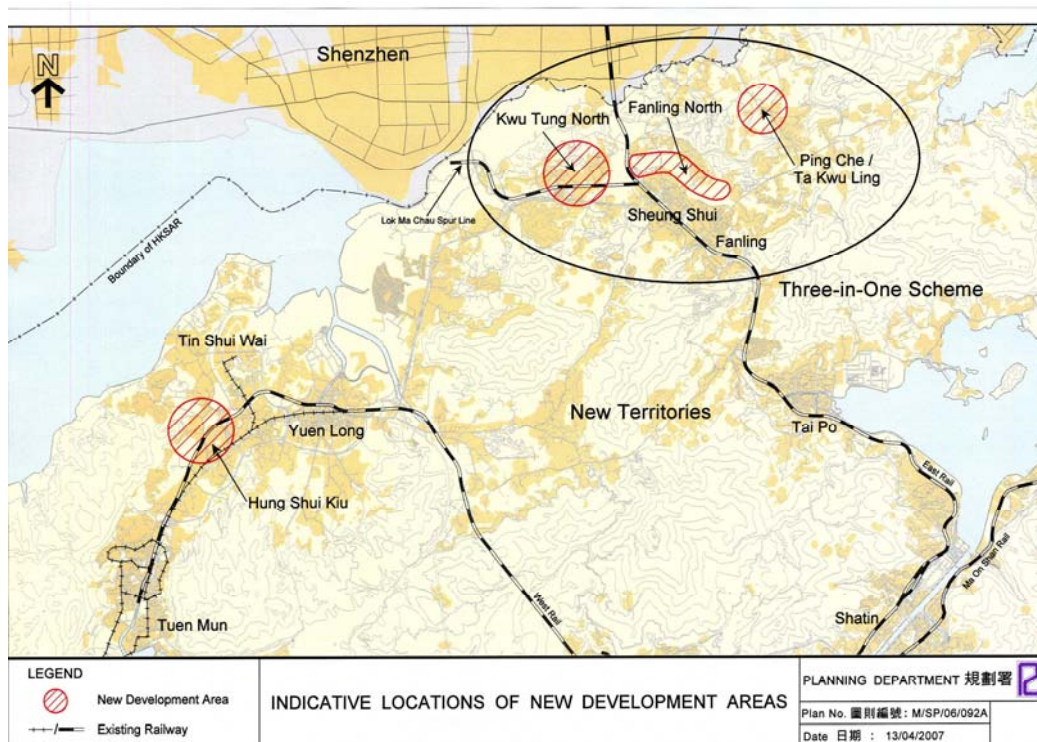 N
Shenzhen
Kwu Tung North
Fanling North
Ping Che /
Ta Kwu Ling
Lok Ma Chau Spur Line
Sheung Shui
Fanling
Boundary of HKSAR
Three-in-One Scheme
Tin Shui Wai
New Territories
Yuen Long
Tai Po
East Rail
Hung Shui Kiu
Ma On Shan Rail
West Rail
Shatin
Tuen Mun
LEGEND
New Development Area
Existing Railway
INDICATIVE LOCATIONS OF NEW DEVELOPMENT AREAS
PLANNING DEPARTMENT 規劃署
Plan No. 圖則編號 : M/SP/06/092A
Date 日期 : 13/04/2007